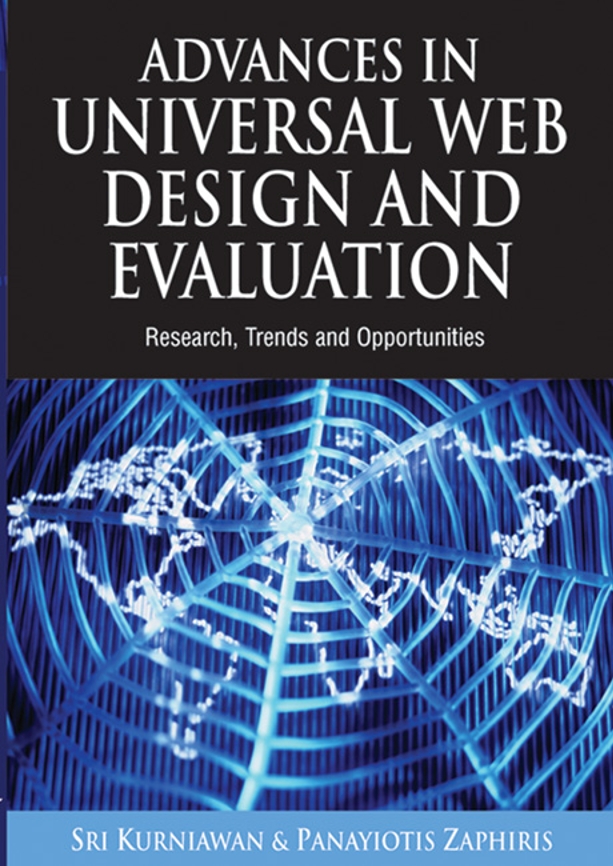 ADVANCES IN
UNIVERSAL WEB
DESIGN AND
EVALUATION
Research, Trends and Opportunities
SRI KURNIAWAN & PANAYIOTIS ZAPHIRIS